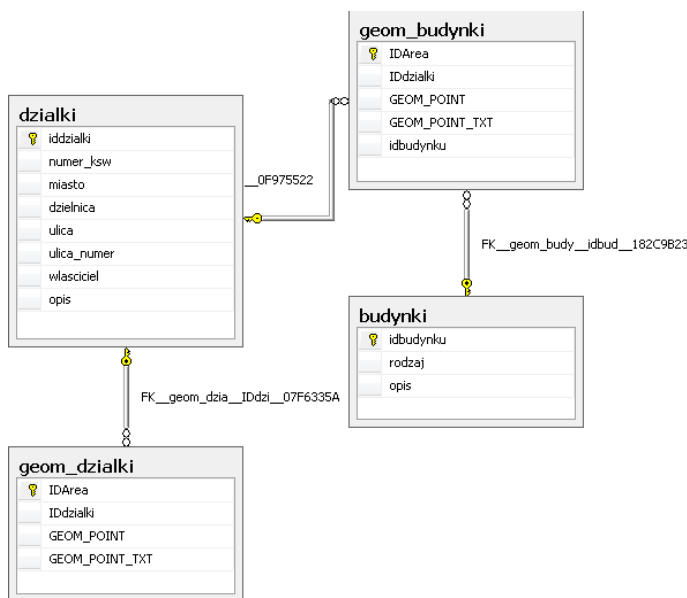 geom_budynki
IDArea
IDdzialki
GEOM_POINT
GEOM_POINT_TXT
idbudynku
dzialki
iddzialki
numer_ksw
miasto
dzielnica
ulica
ulica_numer
wlasciciel
opis
__0F975522
FK__geom_budy__idbud__182C9B23
budynki
idbudynku
rodzaj
opis
FK__geom_dzia__IDdzi__07F6335A
geom_dzialki
IDArea
IDdzialki
GEOM_POINT
GEOM_POINT_TXT